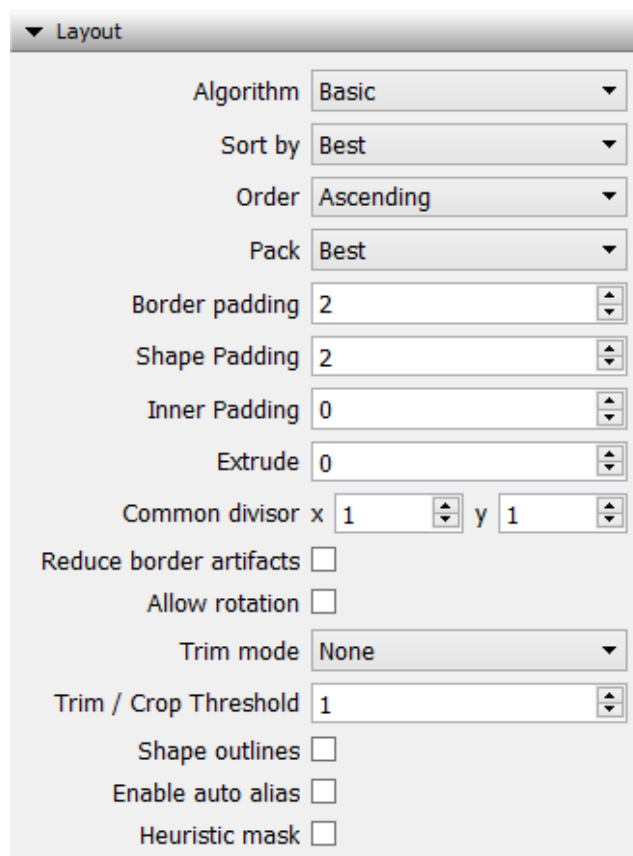 Layout
Algorithm Basic
Sort by Best
Order Ascending
Pack Best
Border padding 2
Shape Padding 2
Inner Padding 0
Extrude 0
Common divisor x 1 y 1
Reduce border artifacts
Allow rotation
Trim mode None
Trim / Crop Threshold 1
Shape outlines
Enable auto alias
Heuristic mask